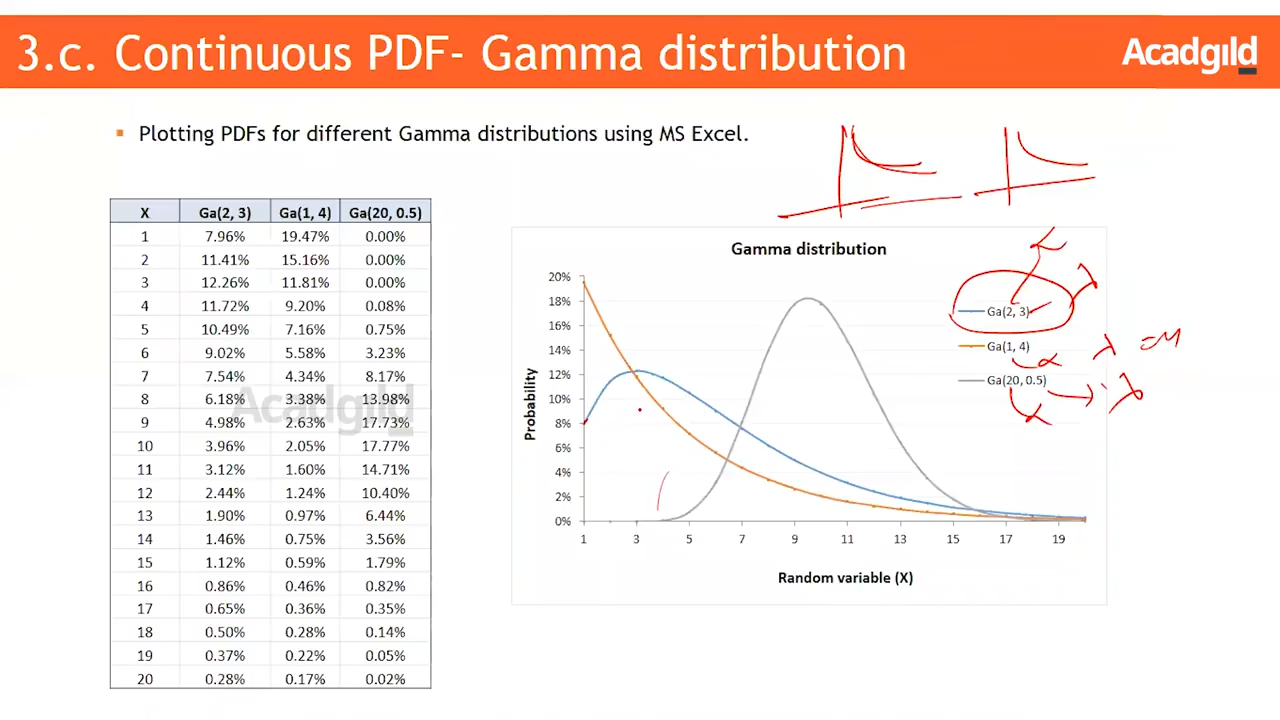 3.c. Continuous PDF- Gamma distribution
Acadgild
▪ Plotting PDFs for different Gamma distributions using MS Excel.
X Ga(2, 3) Ga(1, 4) Ga(20, 0.5)
1 7.96% 19.47% 0.00%
2 11.41% 15.16% 0.00%
3 12.26% 11.81% 0.00%
4 11.72% 9.20% 0.08%
5 10.49% 7.16% 0.75%
6 9.02% 5.58% 3.23%
7 7.54% 4.34% 8.17%
8 6.18% 3.38% 13.98%
9 4.98% 2.63% 17.73%
10 3.96% 2.05% 17.77%
11 3.12% 1.60% 14.71%
12 2.44% 1.24% 10.40%
13 1.90% 0.97% 6.44%
14 1.46% 0.75% 3.56%
15 1.12% 0.59% 1.79%
16 0.86% 0.46% 0.82%
17 0.65% 0.36% 0.35%
18 0.50% 0.28% 0.14%
19 0.37% 0.22% 0.05%
20 0.28% 0.17% 0.02%
Acadgild
Gamma distribution
20%
18%
16%
14%
12%
10%
8%
6%
4%
2%
0%
Probability
1 3 5 7 9 11 13 15 17 19
Random variable (X)
α
λ
Ga(2, 3)
Ga(1, 4)
α λ =4
Ga(20, 0.5)
α λ